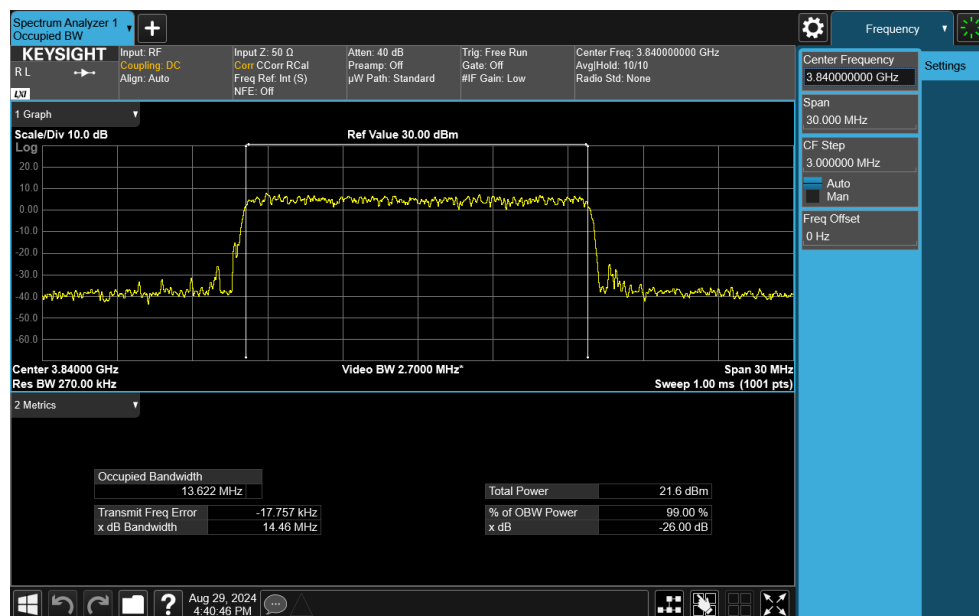 Spectrum Analyzer 1
Occupied BW
Frequency
KEYSIGHT
R L
LXI
Input: RF
Coupling: DC
Align: Auto
Input Z: 50 Ω
Corr CCorr RCal
Freq Ref: Int (S)
NFE: Off
Atten: 40 dB
Preamp: Off
µW Path: Standard
Trig: Free Run
Gate: Off
#IF Gain: Low
Center Freq: 3.840000000 GHz
Avg|Hold: 10/10
Radio Std: None
Center Frequency
3.840000000 GHz
Settings
Span
30.000 MHz
CF Step
3.000000 MHz
Auto
Man
Freq Offset
0 Hz
1 Graph
Scale/Div 10.0 dB
Ref Value 30.00 dBm
Log
20.0
10.0
0.00
-10.0
-20.0
-30.0
-40.0
-50.0
-60.0
Center 3.84000 GHz
Video BW 2.7000 MHz*
Span 30 MHz
Res BW 270.00 kHz
Sweep 1.00 ms (1001 pts)
2 Metrics
Occupied Bandwidth
13.622 MHz
Total Power 21.6 dBm
Transmit Freq Error -17.757 kHz
% of OBW Power 99.00 %
x dB Bandwidth 14.46 MHz
x dB -26.00 dB
?
Aug 29, 2024
4:40:46 PM